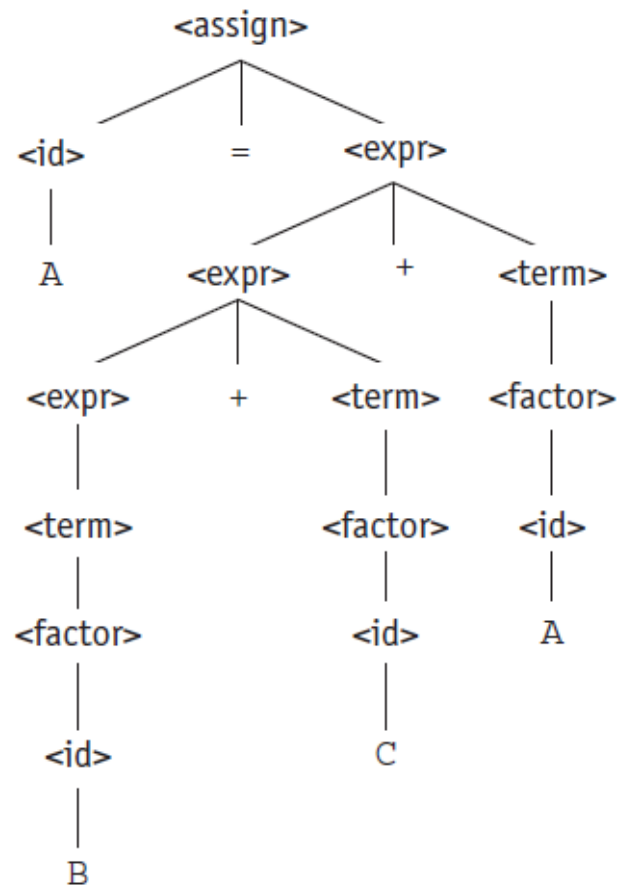 <assign>
<id> = <expr>
A <expr> + <term>
<expr> + <term> <factor>
<term> <factor> <id>
<factor> <id> A
<id> C
B